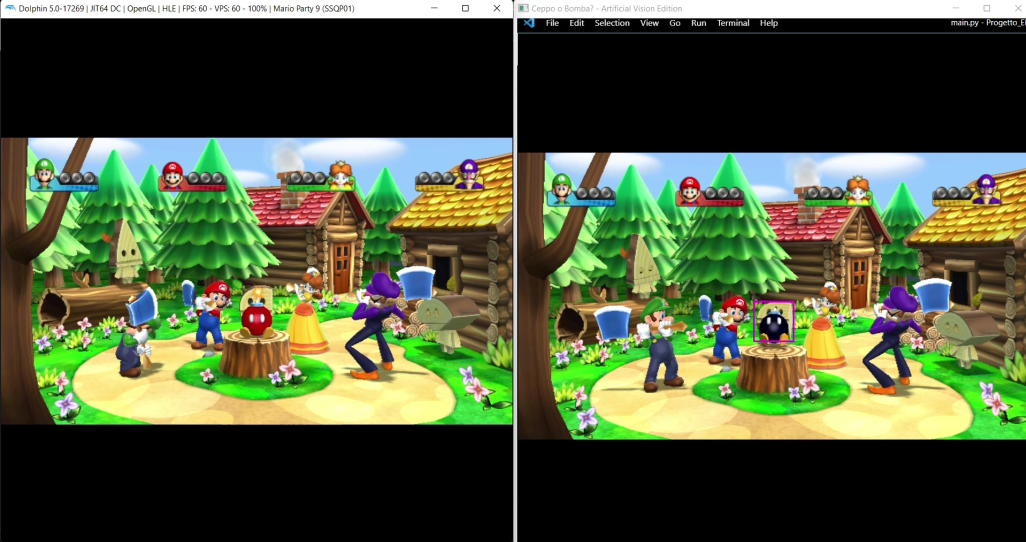 Dolphin 5.0-17269 | JIT64 DC | OpenGL | HLE | FPS: 60 - VPS: 60 - 100% | Mario Party 9 (SSQP01)
Ceppo o Bomba? - Artificial Vision Edition
File Edit Selection View Go Run Terminal Help main.py - Progetto_El